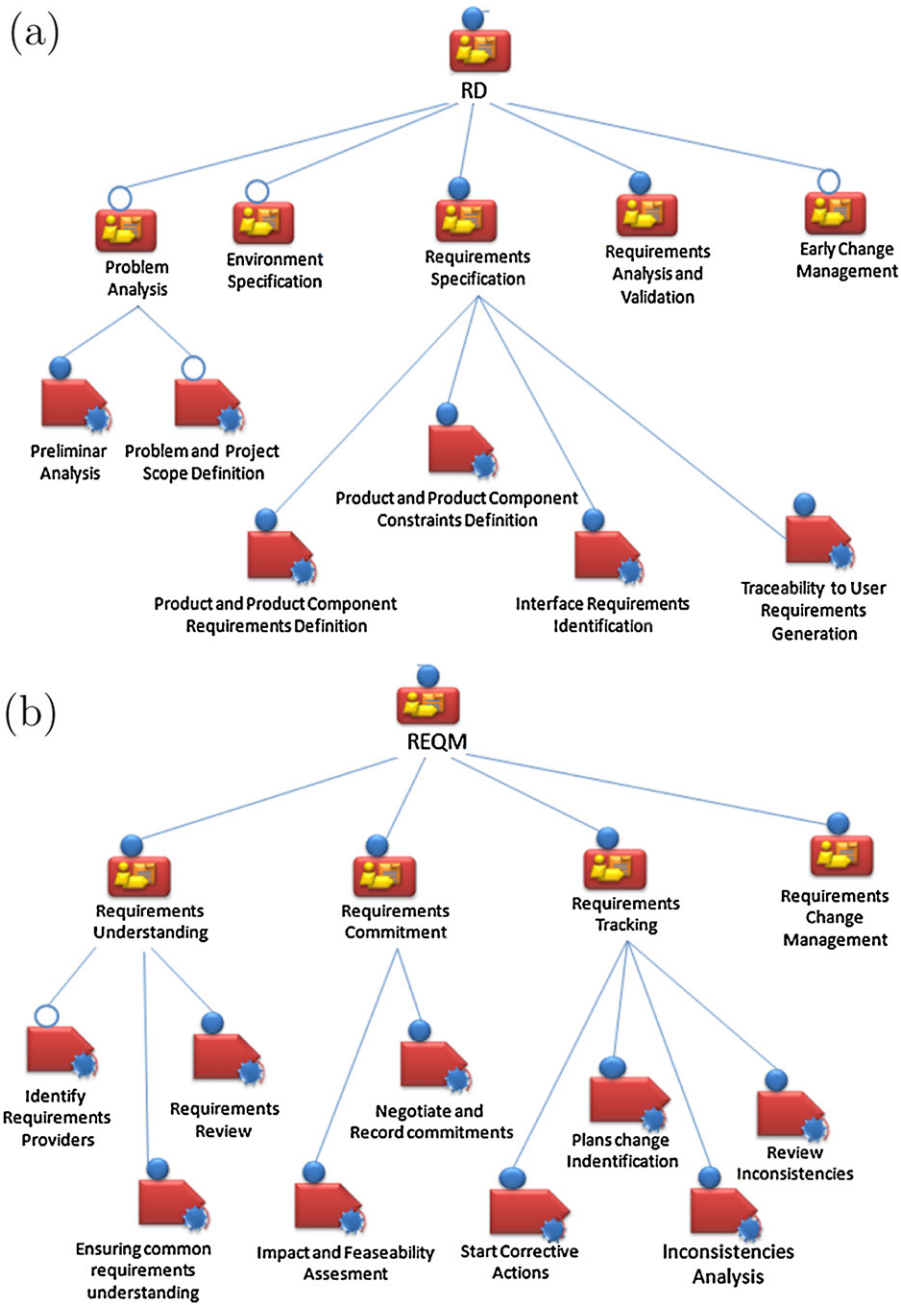 (a)
RD
Problem
Analysis
Environment
Specification
Requirements
Specification
Requirements
Analysis and
Validation
Early Change
Management
Preliminar
Analysis
Problem and Project
Scope Definition
Product and Product Component
Constraints Definition
Product and Product Component
Requirements Definition
Interface Requirements
Identification
Traceability to User
Requirements
Generation
(b)
REQM
Requirements
Understanding
Requirements
Commitment
Requirements
Tracking
Requirements
Change
Management
Identify
Requirements
Providers
Requirements
Review
Negotiate and
Record commitments
Plans change
Indentification
Review
Inconsistencies
Ensuring common
requirements
understanding
Impact and Feaseability
Assesment
Start Corrective
Actions
Inconsistencies
Analysis